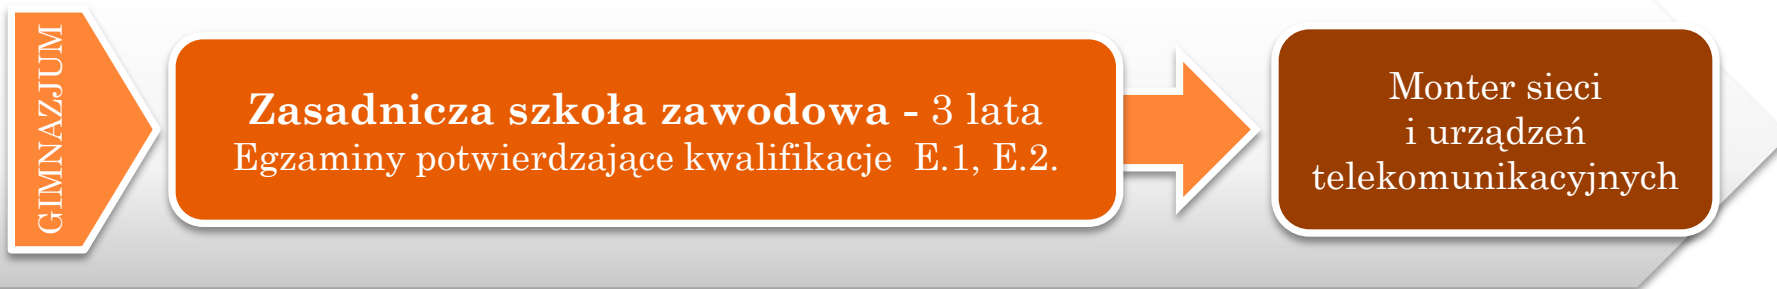 GIMNAZJUM
Zasadnicza szkoła zawodowa - 3 lata
Egzaminy potwierdzające kwalifikacje E.1, E.2.
Monter sieci
i urządzeń
telekomunikacyjnych